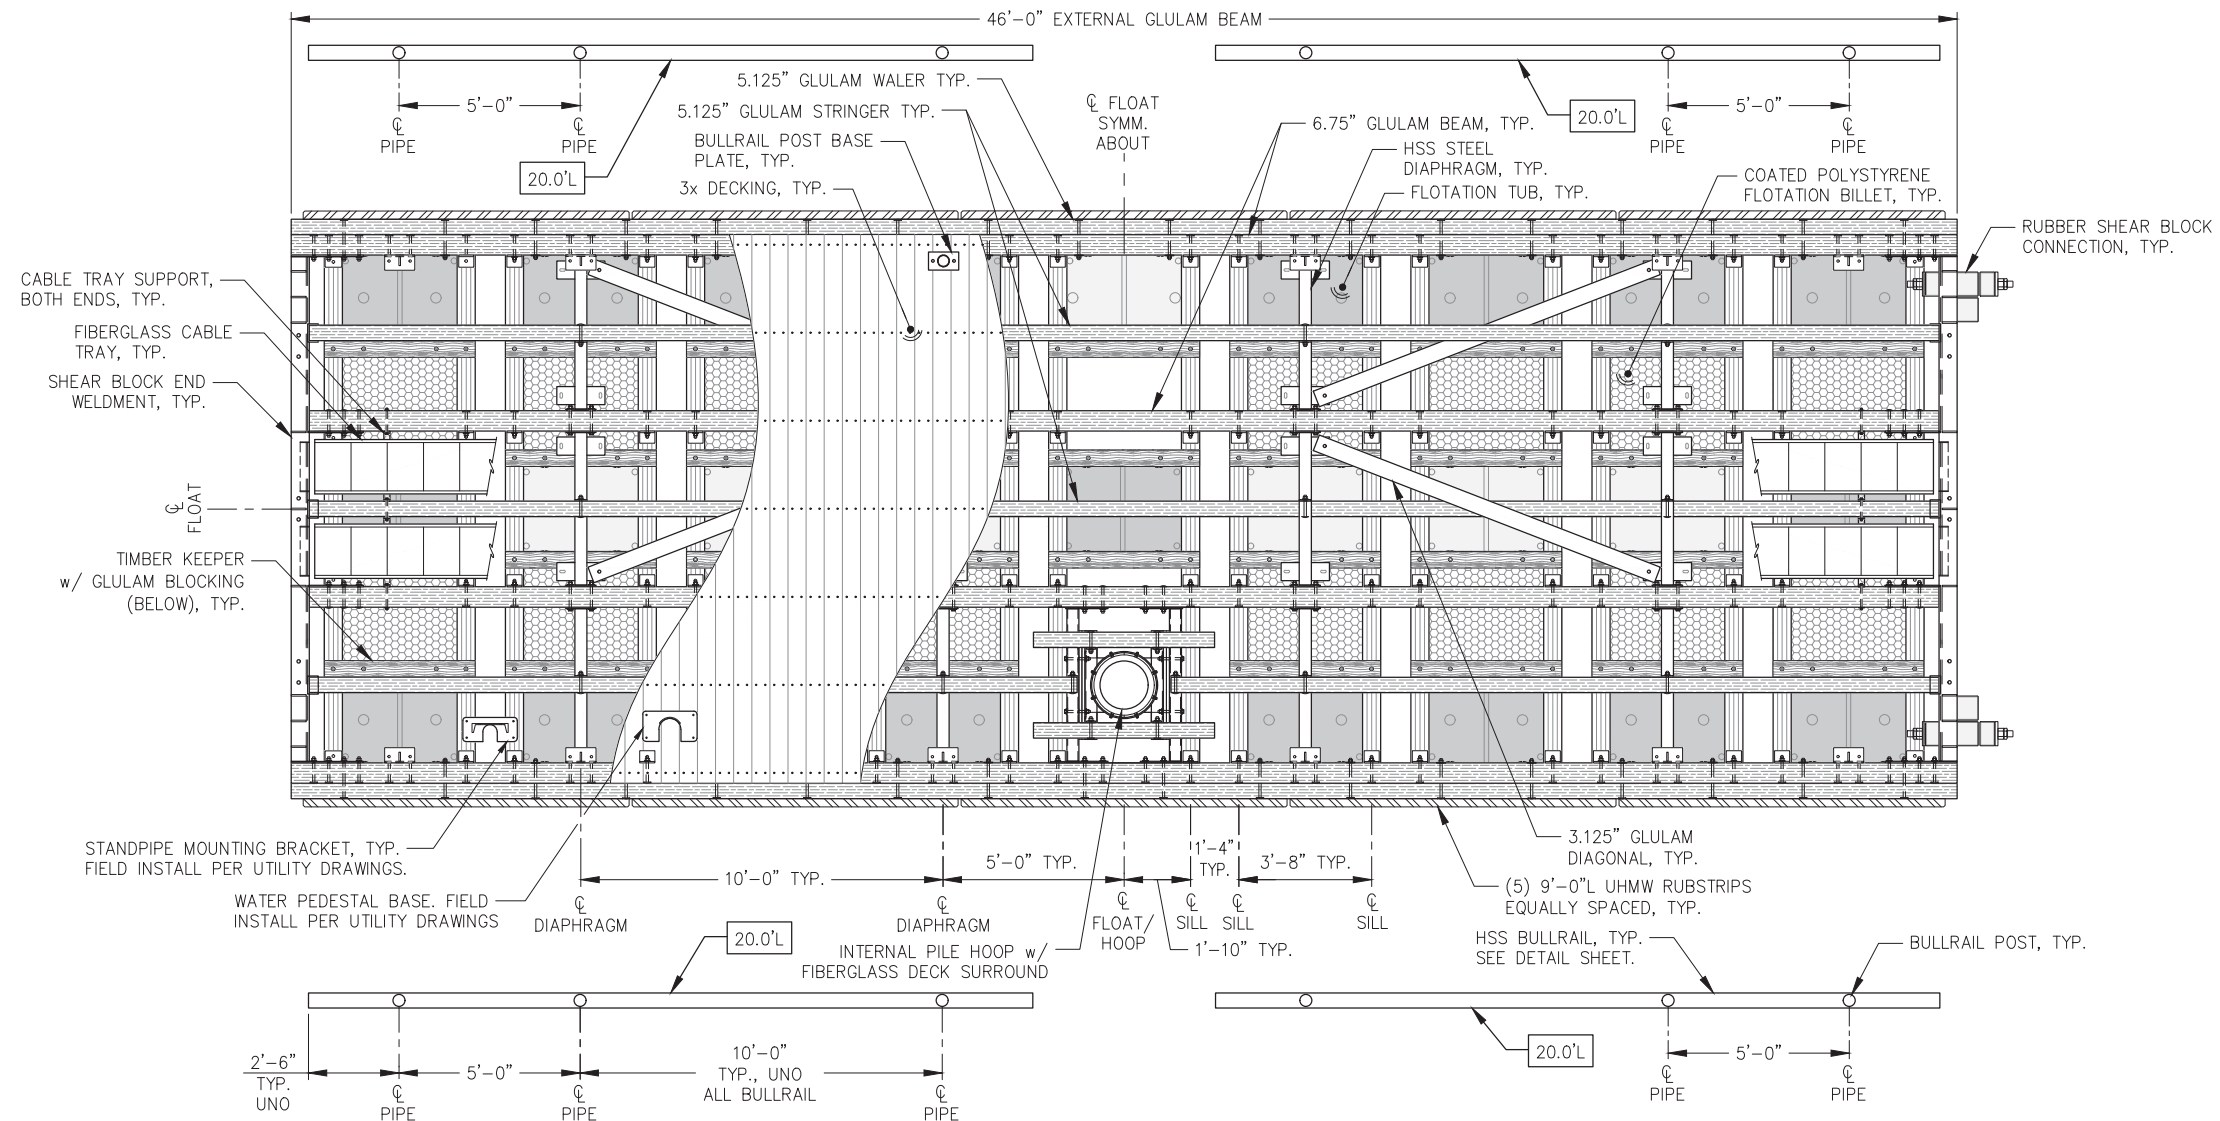 46'-0" EXTERNAL GLULAM BEAM
5.125" GLULAM WALER TYP.
5.125" GLULAM STRINGER TYP.
BULLRAIL POST BASE
PLATE, TYP.
3x DECKING, TYP.
5'-0"
℄
PIPE
℄
PIPE
20.0'L
℄ FLOAT
SYMM.
ABOUT
6.75" GLULAM BEAM, TYP.
HSS STEEL
DIAPHRAGM, TYP.
FLOTATION TUB, TYP.
20.0'L
5'-0"
℄
PIPE
℄
PIPE
COATED POLYSTYRENE
FLOTATION BILLET, TYP.
RUBBER SHEAR BLOCK
CONNECTION, TYP.
CABLE TRAY SUPPORT,
BOTH ENDS, TYP.
FIBERGLASS CABLE
TRAY, TYP.
SHEAR BLOCK END
WELDMENT, TYP.
℄
FLOAT
TIMBER KEEPER
w/ GLULAM BLOCKING
(BELOW), TYP.
STANDPIPE MOUNTING BRACKET, TYP.
FIELD INSTALL PER UTILITY DRAWINGS.
WATER PEDESTAL BASE. FIELD
INSTALL PER UTILITY DRAWINGS
10'-0" TYP.
5'-0" TYP.
1'-4"
TYP.
3'-8" TYP.
℄
DIAPHRAGM
℄
DIAPHRAGM
℄
FLOAT/
HOOP
℄
SILL
℄
SILL
℄
SILL
1'-10" TYP.
INTERNAL PILE HOOP w/
FIBERGLASS DECK SURROUND
3.125" GLULAM
DIAGONAL, TYP.
(5) 9'-0"L UHMW RUBSTRIPS
EQUALLY SPACED, TYP.
HSS BULLRAIL, TYP.
SEE DETAIL SHEET.
BULLRAIL POST, TYP.
20.0'L
20.0'L
2'-6"
TYP.
UNO
5'-0"
10'-0"
TYP., UNO
ALL BULLRAIL
℄
PIPE
℄
PIPE
℄
PIPE
5'-0"
℄
PIPE
℄
PIPE